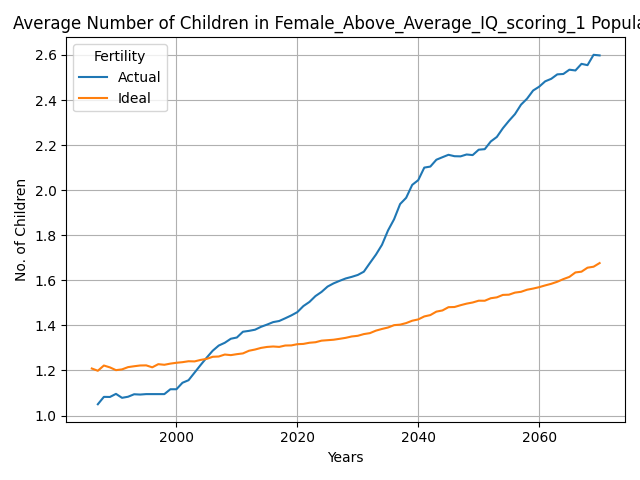 Average Number of Children in Female_Above_Average_IQ_scoring_1 Popula
Fertility
Actual
Ideal
2.6
2.4
2.2
2.0
1.8
1.6
1.4
1.2
1.0
No. of Children
2000
2020
2040
2060
Years